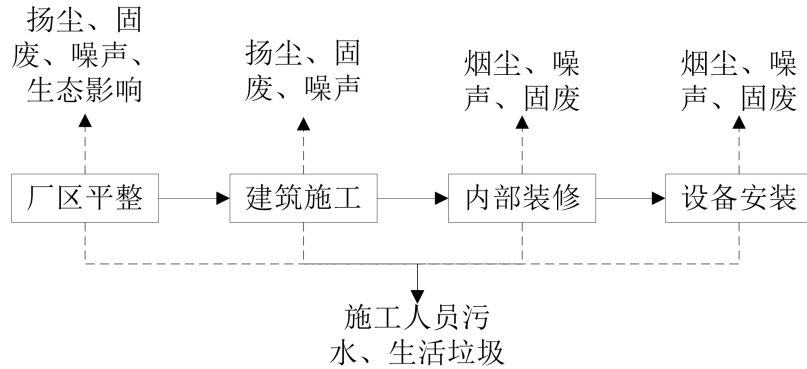 扬尘、固
废、噪声、
生态影响
扬尘、固
废、噪声
烟尘、噪
声、固废
烟尘、噪
声、固废
厂区平整
建筑施工
内部装修
设备安装
施工人员污
水、生活垃圾